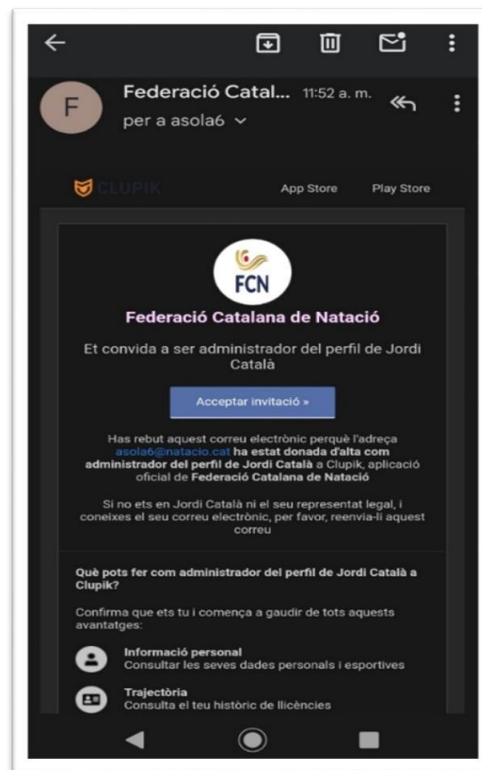 Federació Catal... 11:52 a. m.
F
per a asola6
CLUPIK App Store Play Store
FCN
Federació Catalana de Natació
Et convida a ser administrador del perfil de Jordi
Català
Acceptar invitació »
Has rebut aquest correu electrònic perquè l'adreça
asola6@natacio.cat ha estat donada d'alta com
administrador del perfil de Jordi Català a Clupik, aplicació
oficial de Federació Catalana de Natació
Si no ets en Jordi Català ni el seu representat legal, i
coneixes el seu correu electrònic, per favor, reenvia-li aquest
correu
Què pots fer com administrador del perfil de Jordi Català a
Clupik?
Confirma que ets tu i comença a gaudir de tots aquests
avantatges:
Informació personal
Consultar les seves dades personals i esportives
Trajectòria
Consulta el teu històric de llicències